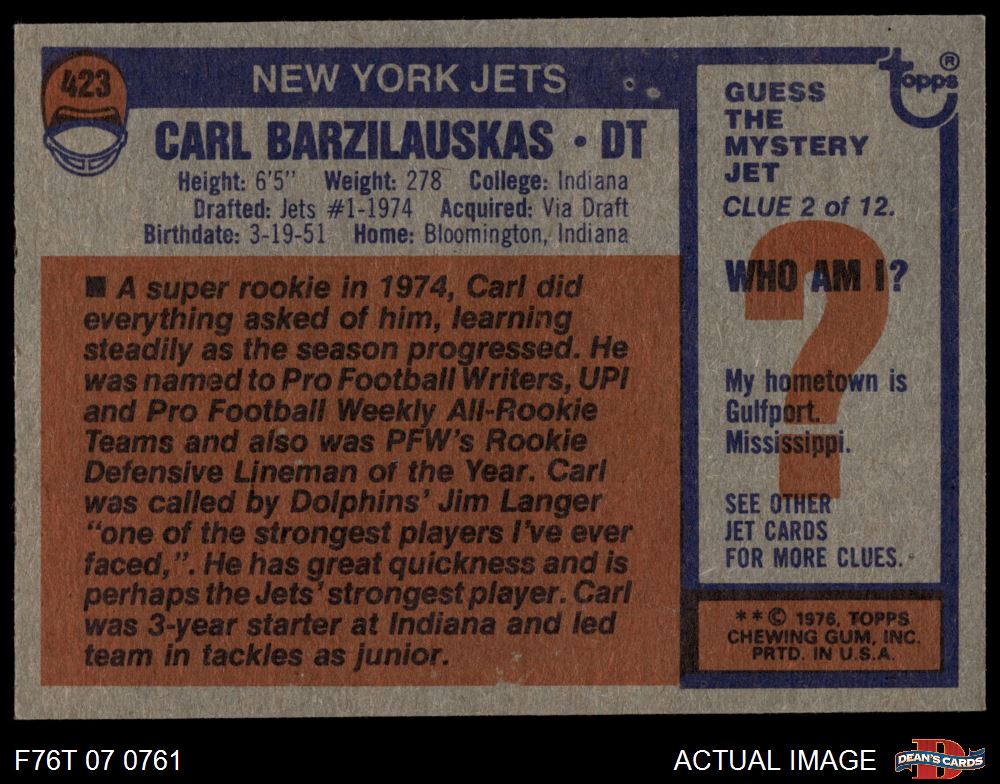 423
NEW YORK JETS
CARL BARZILAUSKAS • DT
Height: 6'5" Weight: 278 College: Indiana
Drafted: Jets #1-1974 Acquired: Via Draft
Birthdate: 3-19-51 Home: Bloomington, Indiana
■ A super rookie in 1974, Carl did
everything asked of him, learning
steadily as the season progressed. He
was named to Pro Football Writers, UPI
and Pro Football Weekly All-Rookie
Teams and also was PFW's Rookie
Defensive Lineman of the Year. Carl
was called by Dolphins' Jim Langer
"one of the strongest players I've ever
faced,". He has great quickness and is
perhaps the Jets' strongest player. Carl
was 3-year starter at Indiana and led
team in tackles as junior.
topps ®
GUESS
THE
MYSTERY
JET
CLUE 2 of 12.
?
WHO AM I?
My hometown is
Gulfport.
Mississippi.
SEE OTHER
JET CARDS
FOR MORE CLUES.
**© 1976, TOPPS
CHEWING GUM, INC.
PRTD. IN U.S.A.
F76T 07 0761
ACTUAL IMAGE
D
DEAN'S CARDS